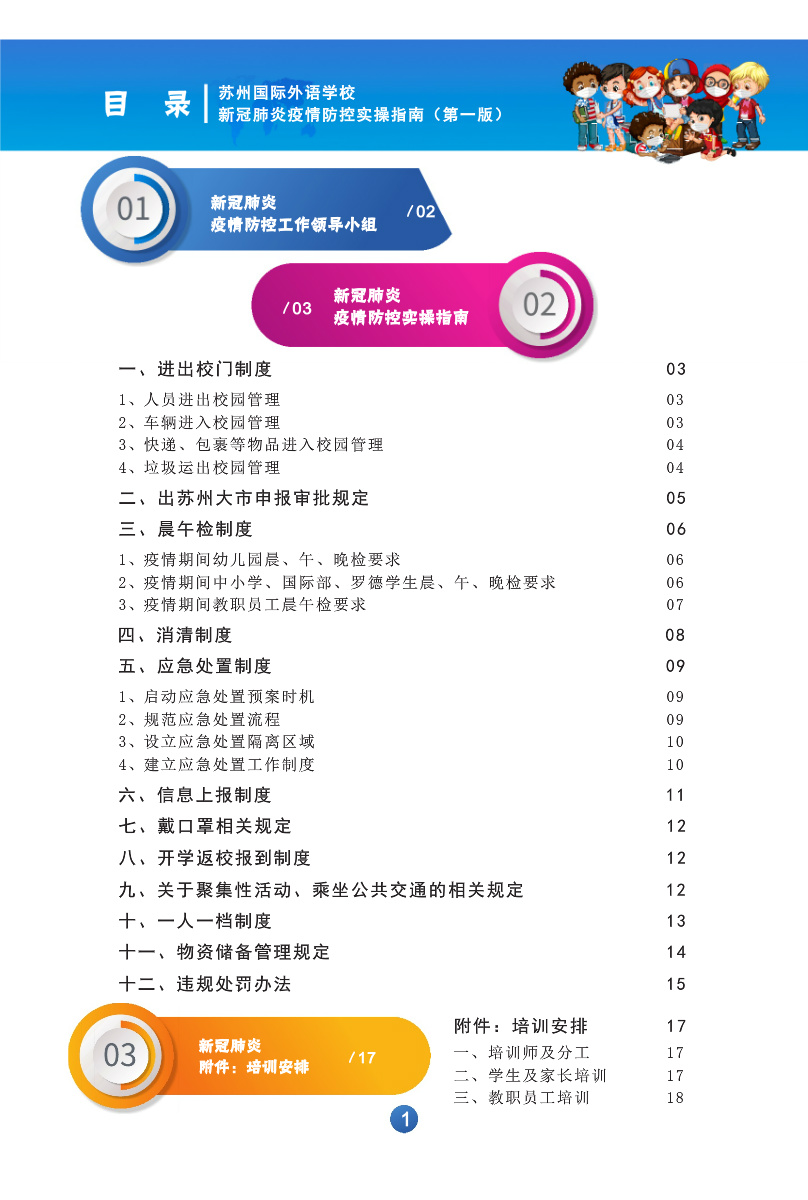 目 录
苏州国际外语学校
新冠肺炎疫情防控实操指南（第一版）
01
新冠肺炎
疫情防控工作领导小组
/02
/03
新冠肺炎
疫情防控实操指南
02
一、进出校门制度 03
1、人员进出校园管理 03
2、车辆进入校园管理 03
3、快递、包裹等物品进入校园管理 04
4、垃圾运出校园管理 04
二、出苏州大市申报审批规定 05
三、晨午检制度 06
1、疫情期间幼儿园晨、午、晚检要求 06
2、疫情期间中小学、国际部、罗德学生晨、午、晚检要求 06
3、疫情期间教职员工晨午检要求 07
四、消清制度 08
五、应急处置制度 09
1、启动应急处置预案时机 09
2、规范应急处置流程 09
3、设立应急处置隔离区域 10
4、建立应急处置工作制度 10
六、信息上报制度 11
七、戴口罩相关规定 12
八、开学返校报到制度 12
九、关于聚集性活动、乘坐公共交通的相关规定 12
十、一人一档制度 13
十一、物资储备管理规定 14
十二、违规处罚办法 15
03
新冠肺炎
附件：培训安排
/17
附件：培训安排 17
一、培训师及分工 17
二、学生及家长培训 17
三、教职员工培训 18
1